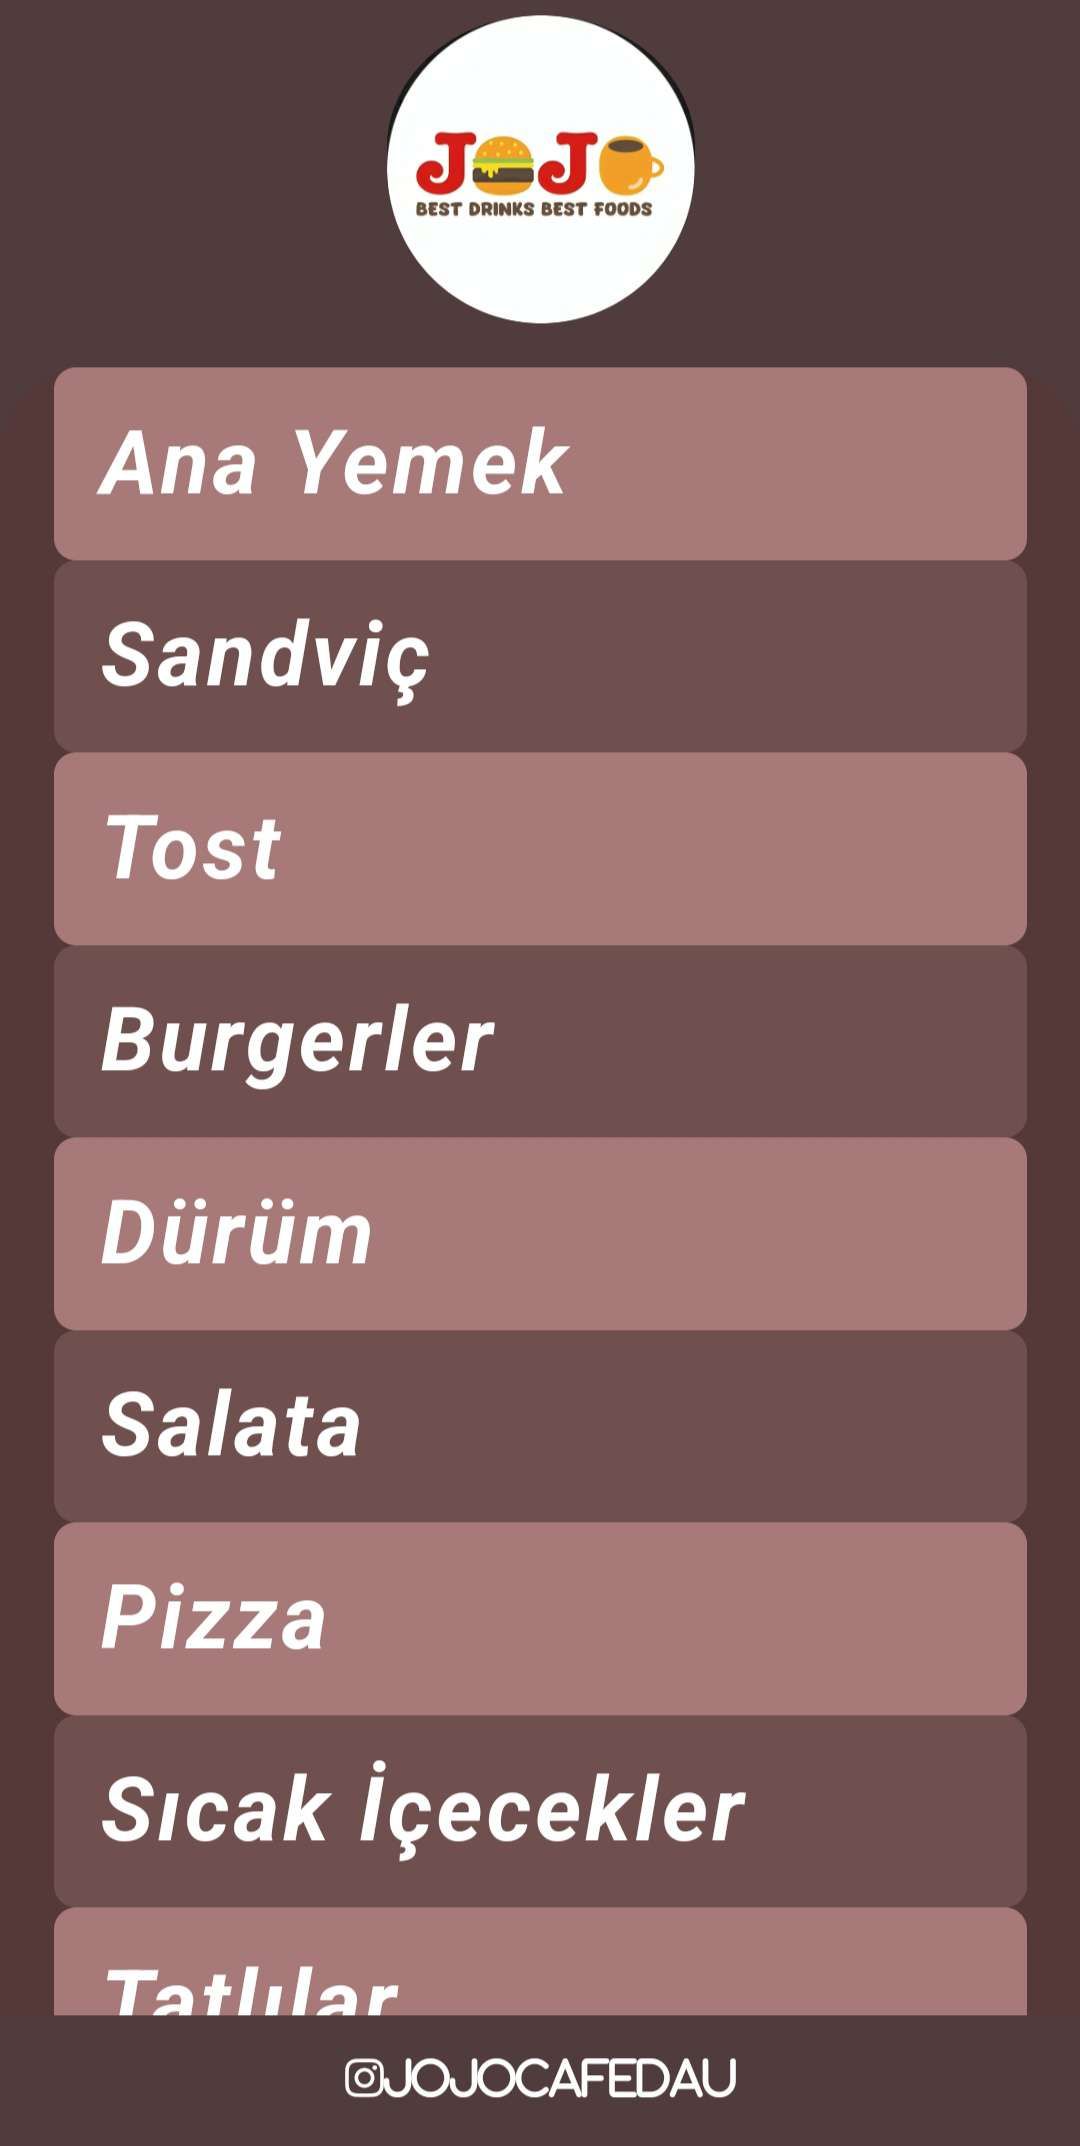 JOJO
BEST DRINKS BEST FOODS
Ana Yemek
Sandviç
Tost
Burgerler
Dürüm
Salata
Pizza
Sıcak İçecekler
Tatlılar
JOJOCAFEDAU